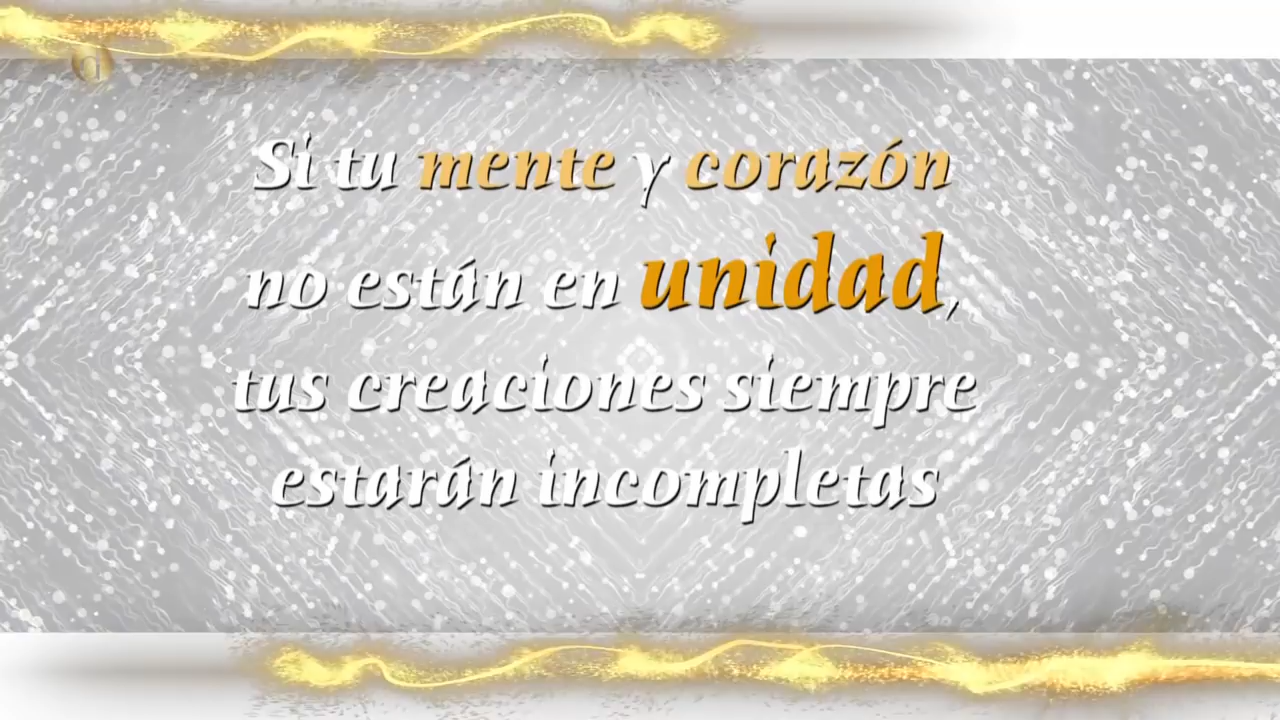 Si tu mente y corazón
no están en unidad,
tus creaciones siempre
estarán incompletas